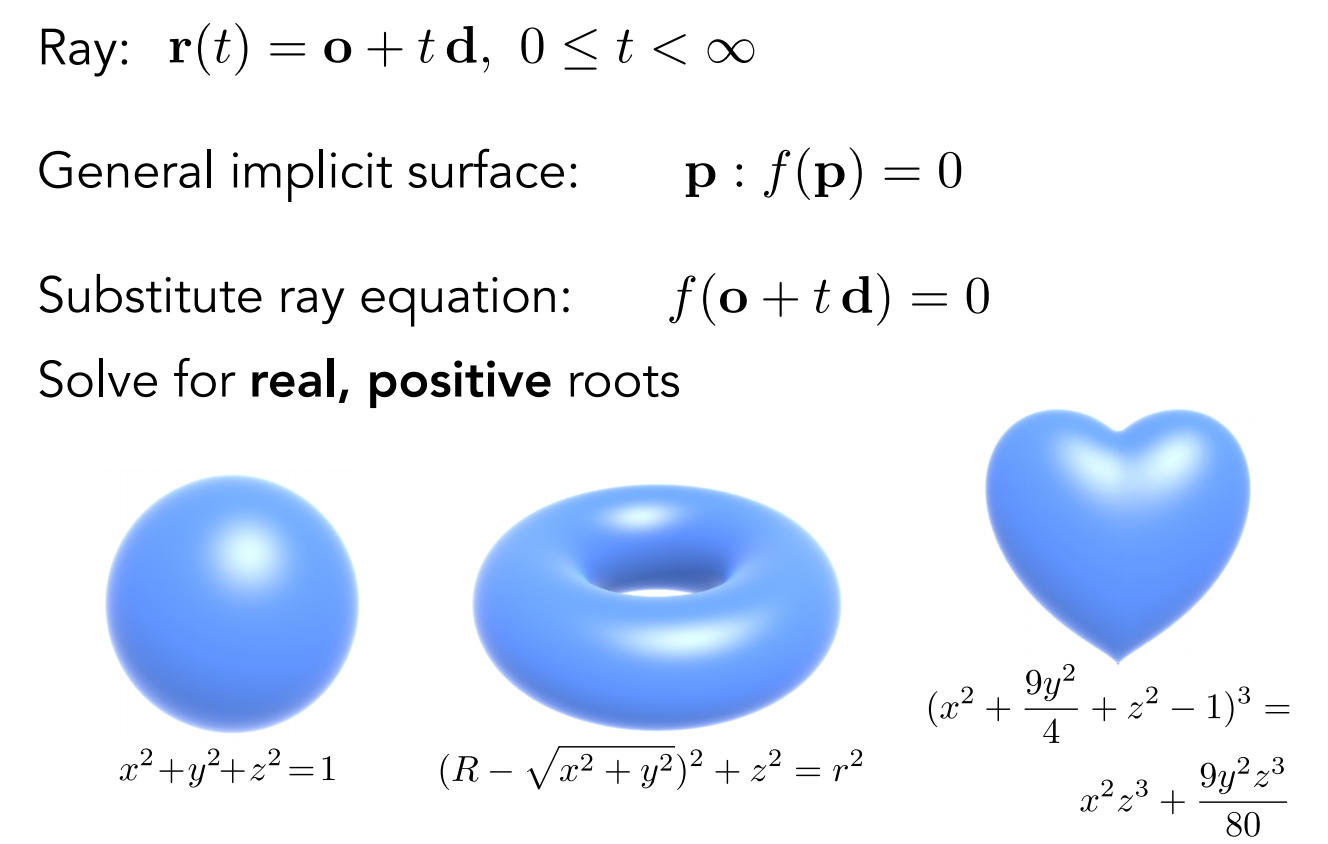 Ray: r(t) = o + t d, 0 ≤ t < ∞
General implicit surface: p : f(p) = 0
Substitute ray equation: f(o + t d) = 0
Solve for real, positive roots
x² + y² + z² = 1
(R − √(x² + y²))² + z² = r²
(x² + 9y²/4 + z² − 1)³ =
x²z³ + 9y²z³/80